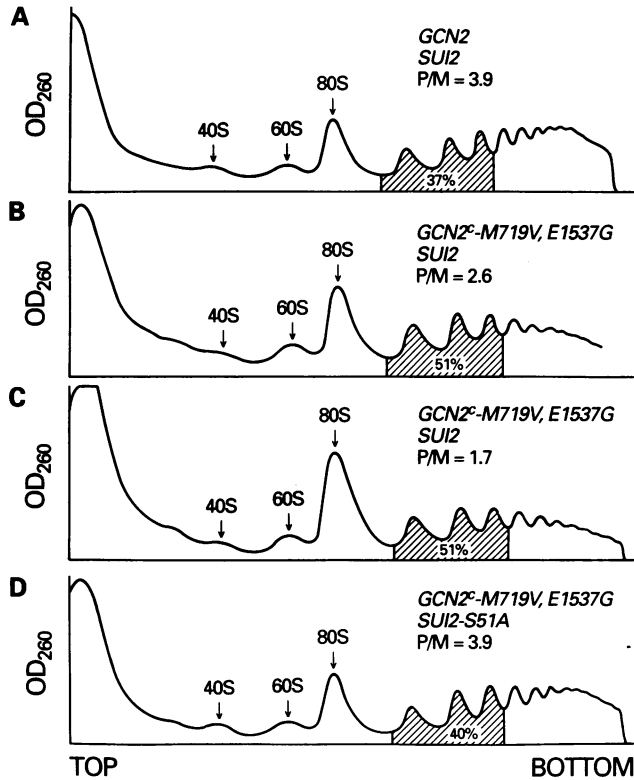 A
OD260
40S
60S
80S
GCN2
SUI2
P/M = 3.9
37%
B
OD260
40S
60S
80S
GCN2ᶜ-M719V, E1537G
SUI2
P/M = 2.6
51%
C
OD260
40S
60S
80S
GCN2ᶜ-M719V, E1537G
SUI2
P/M = 1.7
51%
D
OD260
40S
60S
80S
GCN2ᶜ-M719V, E1537G
SUI2-S51A
P/M = 3.9
40%
TOP BOTTOM